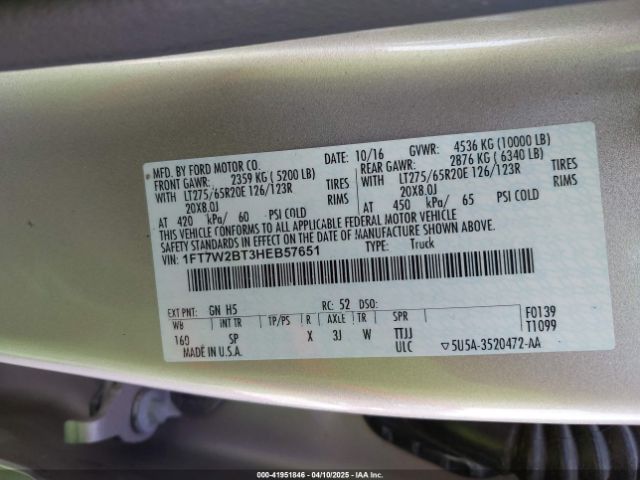 MFD. BY FORD MOTOR CO.
DATE: 10/16 GVWR: 4536 KG (10000 LB)
FRONT GAWR: 2359 KG ( 5200 LB)
REAR GAWR: 2876 KG ( 6340 LB)
WITH LT275/65R20E 126/123R TIRES
WITH LT275/65R20E 126/123R TIRES
20X8.0J RIMS
20X8.0J RIMS
AT 420 kPa/ 60 PSI COLD
AT 450 kPa/ 65 PSI COLD
THIS VEHICLE CONFORMS TO ALL APPLICABLE FEDERAL MOTOR VEHICLE
SAFETY STANDARDS IN EFFECT ON THE DATE OF MANUFACTURE SHOWN ABOVE.
VIN: 1FT7W2BT3HEB57651
TYPE: Truck
EXT PNT: GN H5 RC: 52 DSO:
WB INT TR TP/PS R AXLE TR SPR
160 SP X 3J W TTJJ
F0139
T1099
MADE IN U.S.A. ULC ▽5U5A-3520472-AA
000-41951846 - 04/10/2025 - IAA Inc.